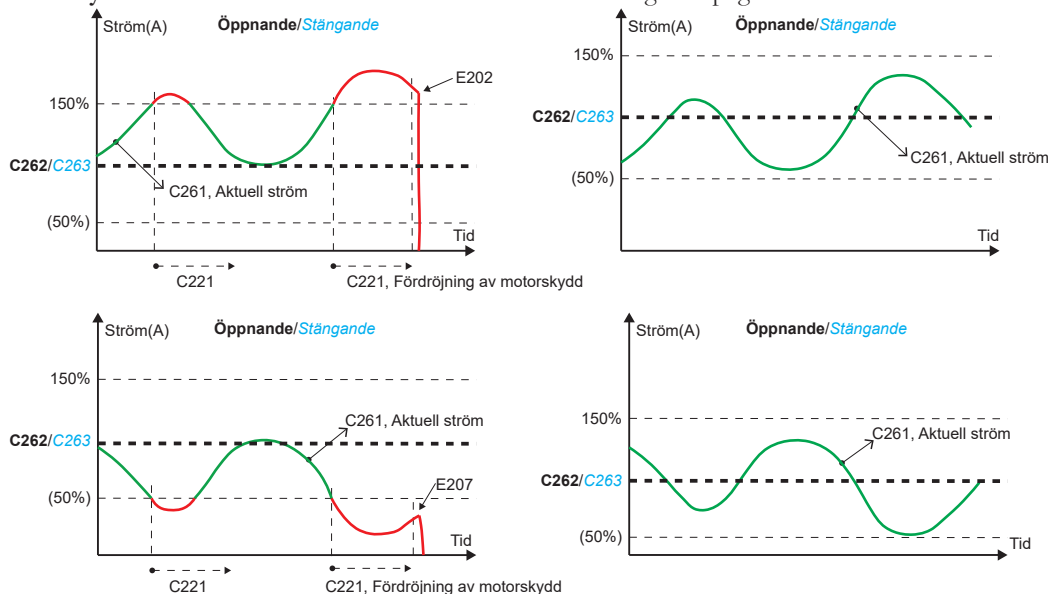 Ström(A)
Öppnande/Stängande
E202
150%
C262/C263
C261, Aktuell ström
(50%)
Tid
C221
C221, Fördröjning av motorskydd
Ström(A)
Öppnande/Stängande
150%
C262/C263
C261, Aktuell ström
(50%)
Tid
Ström(A)
Öppnande/Stängande
150%
C261, Aktuell ström
C262/C263
(50%)
E207
Tid
C221
C221, Fördröjning av motorskydd
Ström(A)
Öppnande/Stängande
150%
C261, Aktuell ström
C262/C263
(50%)
Tid